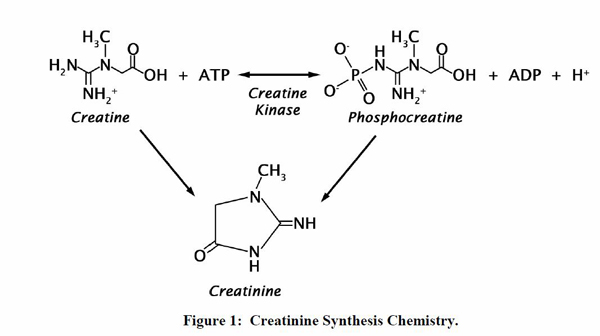 H₃C
N
O
H₂N
OH
NH₂⁺
Creatine
+ ATP
Creatine
Kinase
O⁻
P
O⁻
O
H
N
H₃C
N
O
OH
NH₂⁺
Phosphocreatine
+ ADP + H⁺
CH₃
N
NH
N
H
O
Creatinine
Figure 1: Creatinine Synthesis Chemistry.